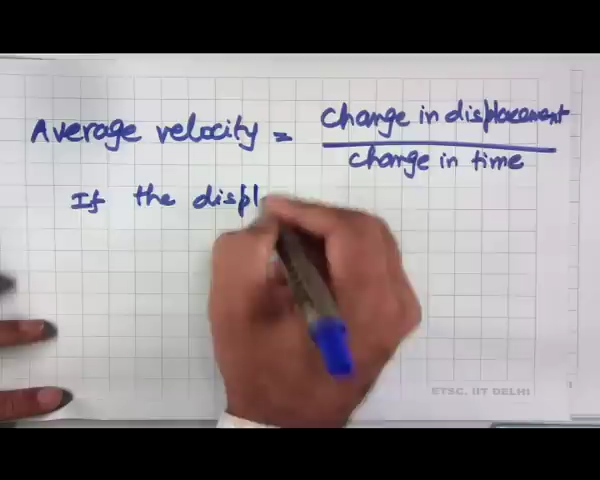 Average velocity = change in displacement
change in time
If the displ
ETSC, IIT DELHI